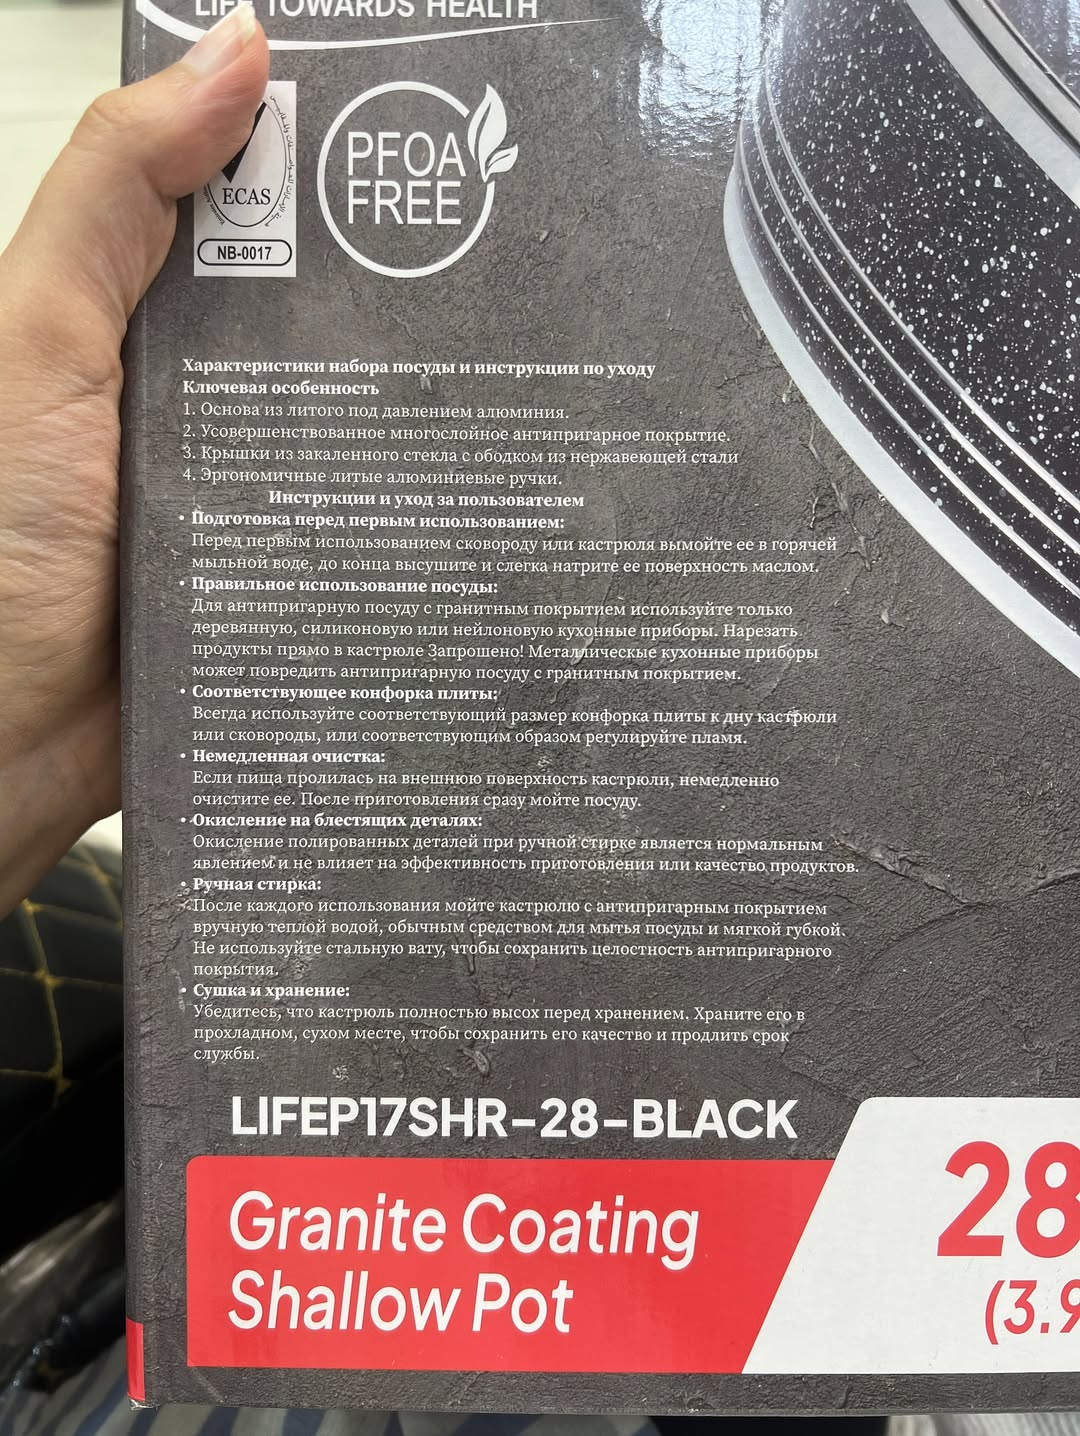 LIFE TOWARDS HEALTH
ECAS
NB-0017
PFOA
FREE
Характеристики набора посуды и инструкции по уходу
Ключевая особенность
1. Основа из литого под давлением алюминия.
2. Усовершенствованное многослойное антипригарное покрытие.
3. Крышки из закаленного стекла с ободком из нержавеющей стали
4. Эргономичные литые алюминиевые ручки.
Инструкции и уход за пользователем
• Подготовка перед первым использованием:
Перед первым использованием сковороду или кастрюля вымойте ее в горячей
мыльной воде, до конца высушите и слегка натрите ее поверхность маслом.
• Правильное использование посуды:
Для антипригарную посуду с гранитным покрытием используйте только
деревянную, силиконовую или нейлоновую кухонные приборы. Нарезать
продукты прямо в кастрюле Запрошено! Металлическые кухонные приборы
может повредить антипригарную посуду с гранитным покрытием.
• Соответствующее конфорка плиты:
Всегда используйте соответствующий размер конфорка плиты к дну кастрюли
или сковороды, или соответствующим образом регулируйте пламя.
• Немедленная очистка:
Если пища пролилась на внешнюю поверхность кастрюли, немедленно
очистите ее. После приготовления сразу мойте посуду.
• Окисление на блестящих деталях:
Окисление полированных деталей при ручной стирке является нормальным
явлением и не влияет на эффективность приготовления или качество продуктов.
• Ручная стирка:
После каждого использования мойте кастрюлю с антипригарным покрытием
вручную теплой водой, обычным средством для мытья посуды и мягкой губкой.
Не используйте стальную вату, чтобы сохранить целостность антипригарного
покрытия.
• Сушка и хранение:
Убедитесь, что кастрюль полностью высох перед хранением. Храните его в
прохладном, сухом месте, чтобы сохранить его качество и продлить срок
службы.
LIFEP17SHR-28-BLACK
Granite Coating
Shallow Pot
28
(3.9